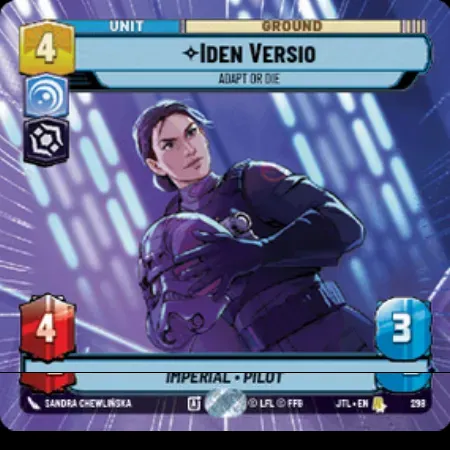 UNIT GROUND
4 IDEN VERSIO
ADAPT OR DIE
4 3
IMPERIAL • PILOT
SANDRA CHEWLIŃSKA A © LFL © FFG JTL • EN 298